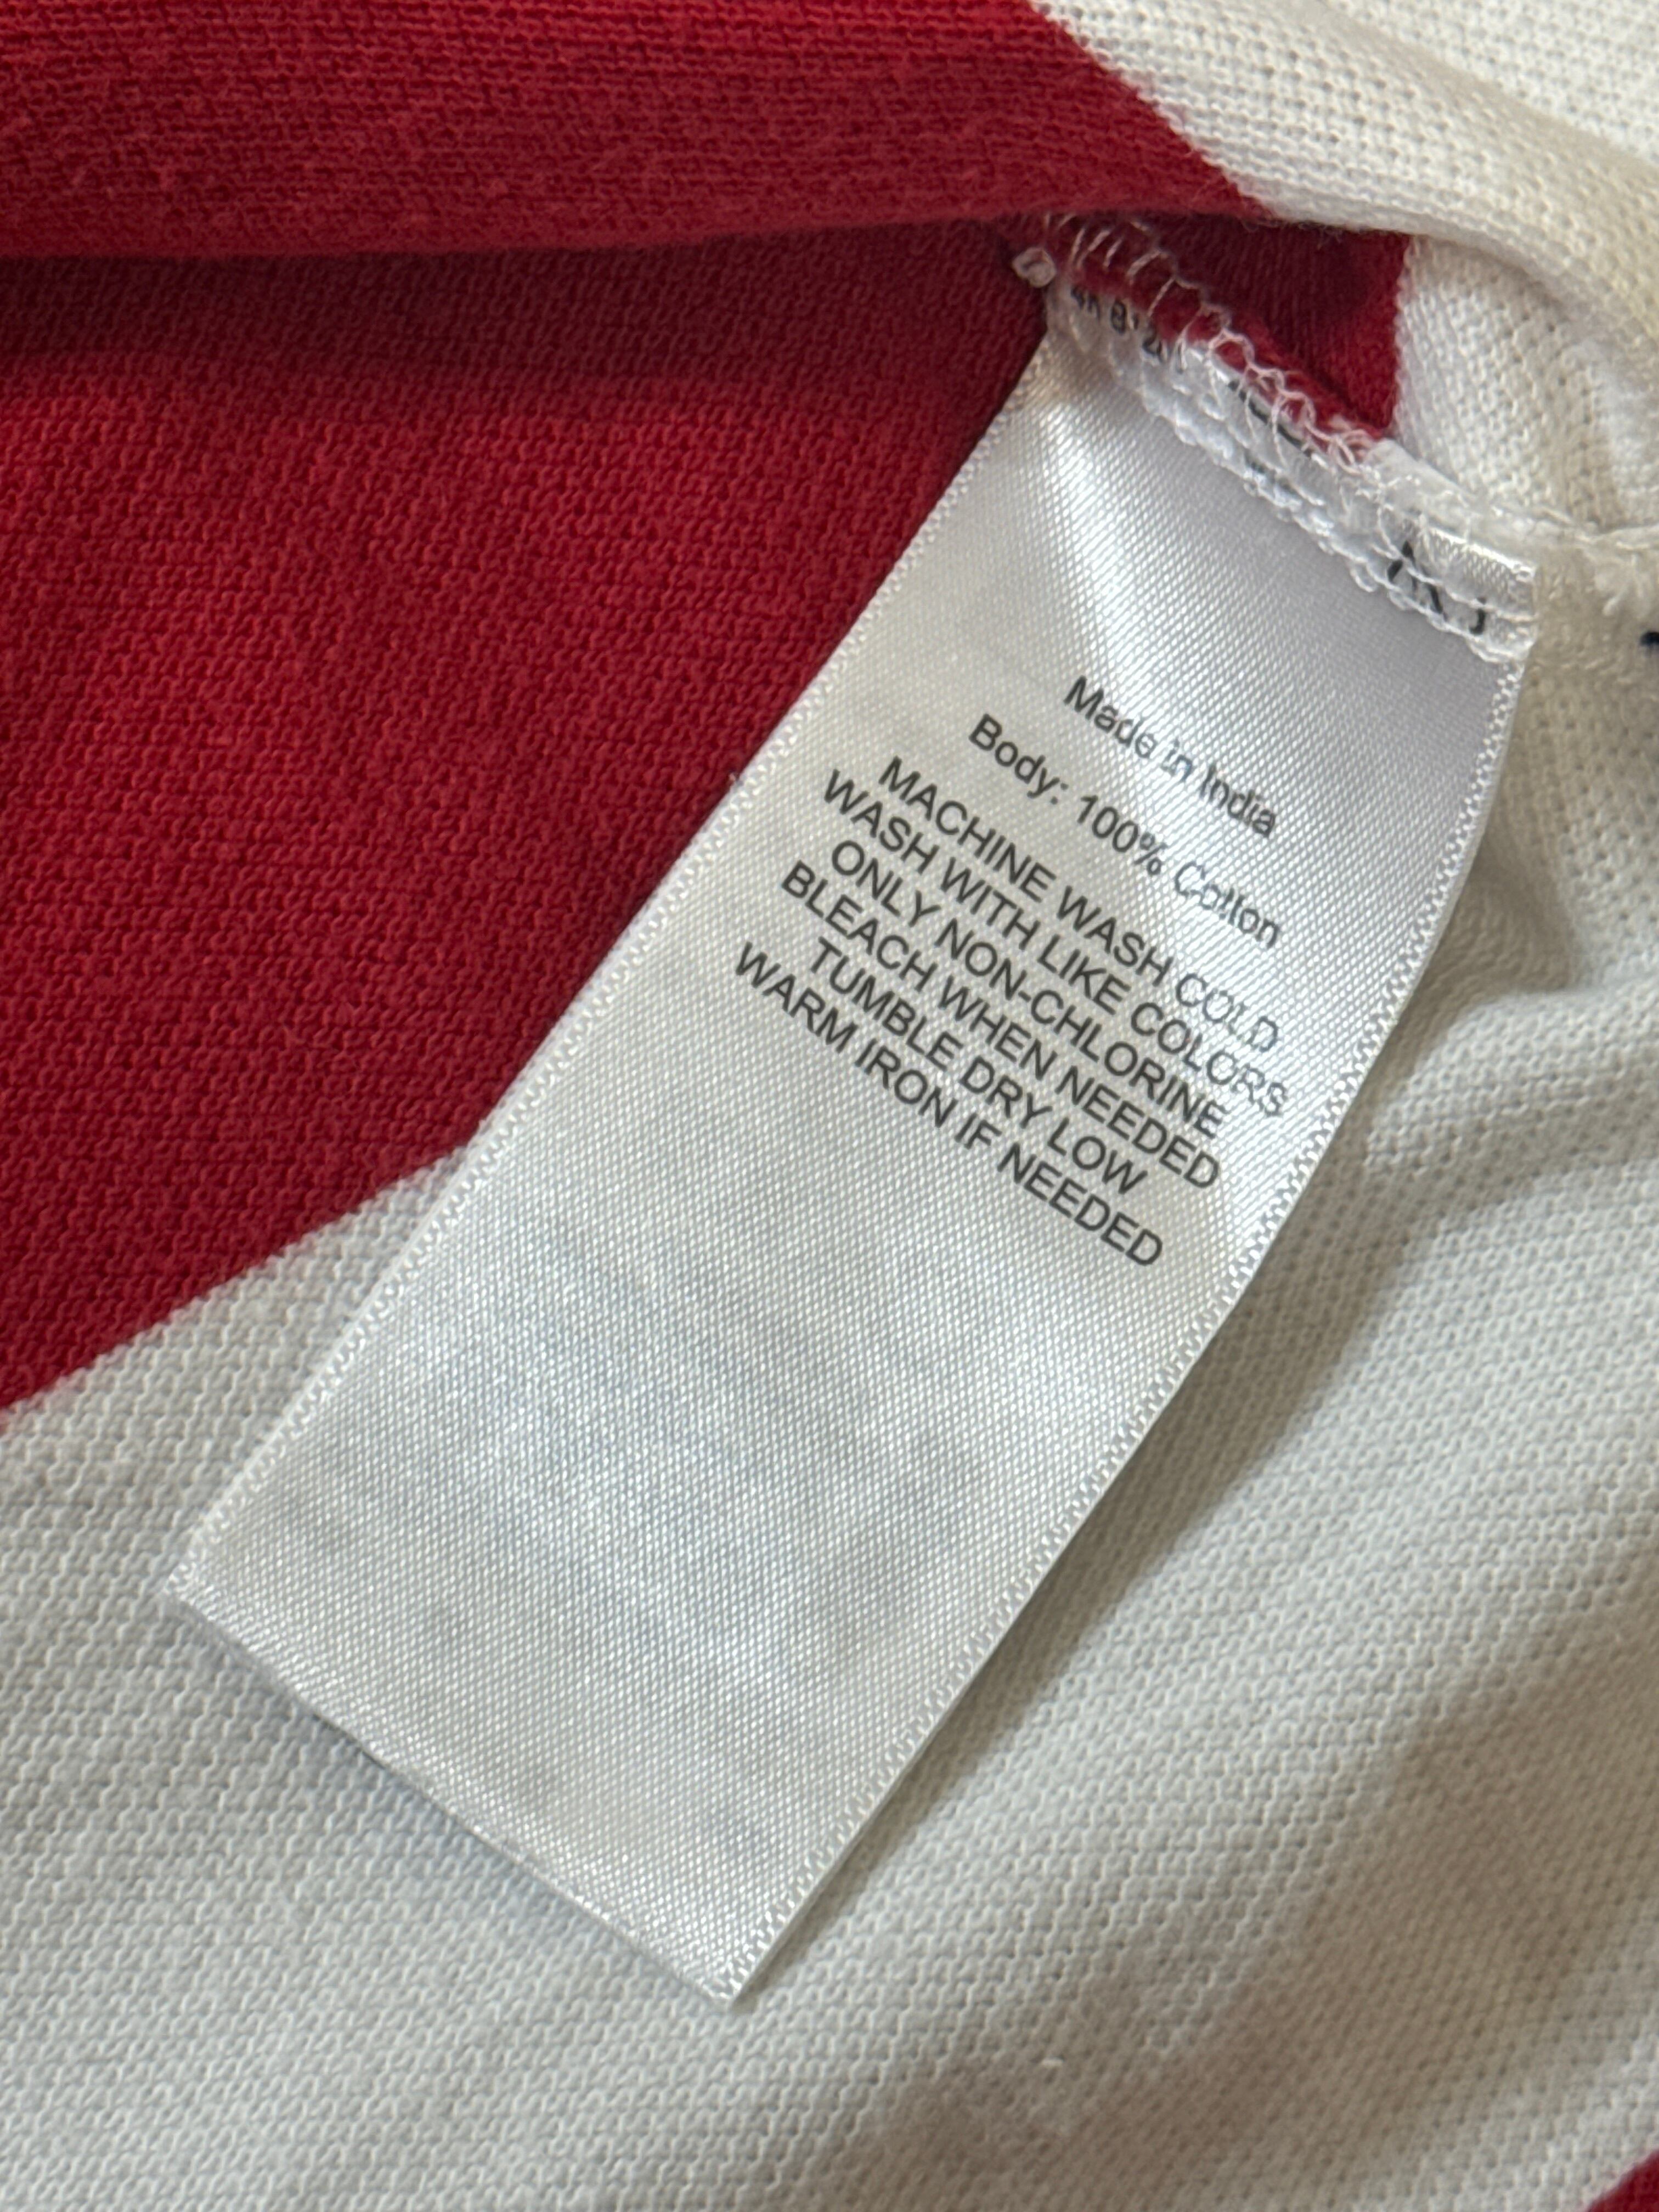 Made in India
Body: 100% Cotton
MACHINE WASH COLD
WASH WITH LIKE COLORS
ONLY NON-CHLORINE
BLEACH WHEN NEEDED
TUMBLE DRY LOW
WARM IRON IF NEEDED